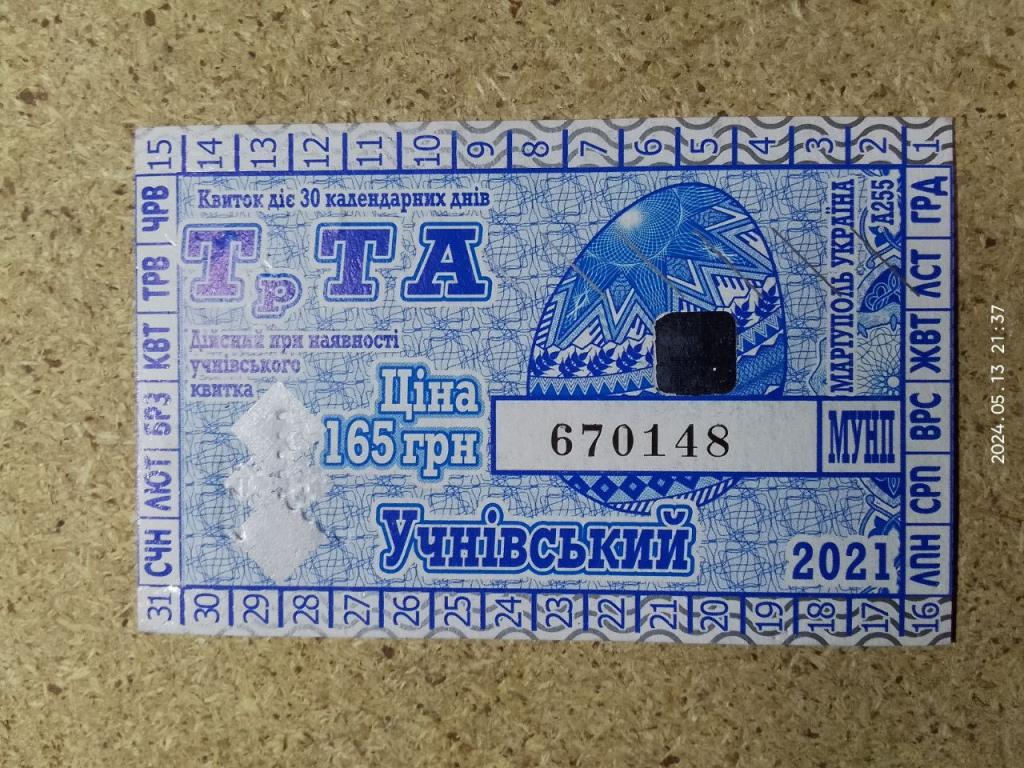 15 14 13 12 11 10 9 8 7 6 5 4 3 2 1
Квиток діє 30 календарних днів
ТрТА
Дійсний при наявності
учнівського
квитка
Ціна
165 грн
670148
МУНІІ
Учнівський
2021
МАРІУПОЛЬ УКРАЇНА
А255
СЧН ЛЮТ БРЗ КВТ ТРВ ЧРВ
ЛПН СРП ВРС ЖВТ ЛСТ ГРД
31 30 29 28 27 26 25 24 23 22 21 20 19 18 17 16
2024.05.13 21:37